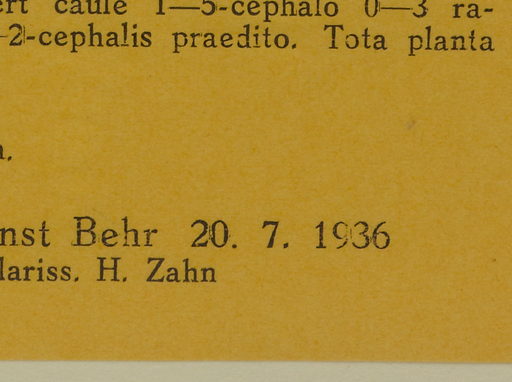 ert caule 1—5-cephalo 0—3 ra-
—2-cephalis praedito. Tota planta
nst Behr 20. 7. 1936
lariss. H. Zahn